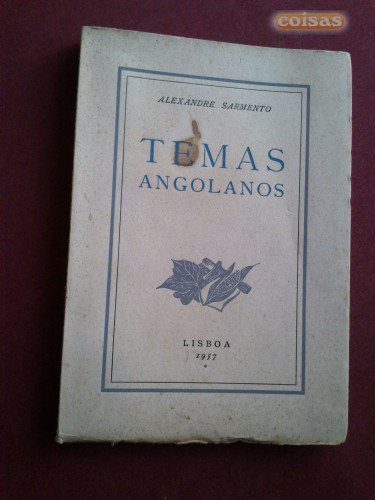 coisas
ALEXANDRE SARMENTO
TEMAS
ANGOLANOS
LISBOA
1957